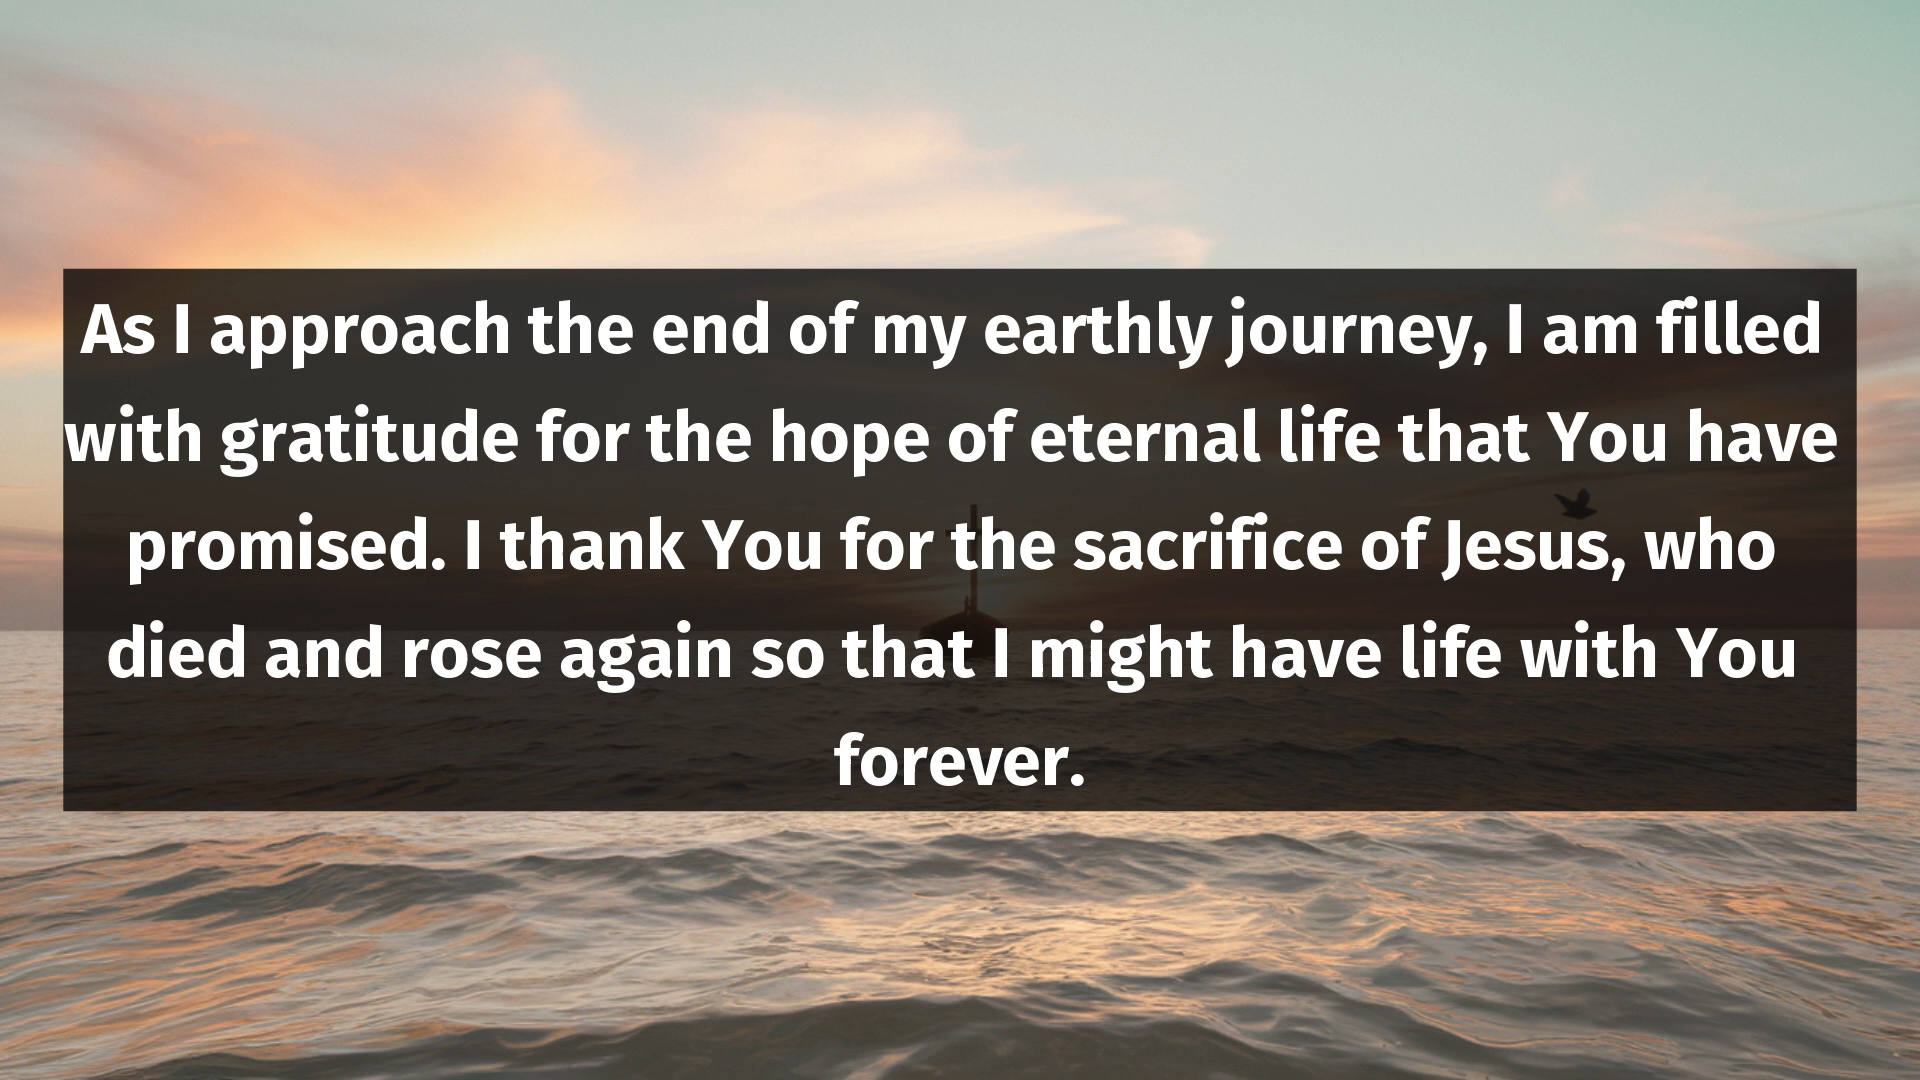 As I approach the end of my earthly journey, I am filled
with gratitude for the hope of eternal life that You have
promised. I thank You for the sacrifice of Jesus, who
died and rose again so that I might have life with You
forever.